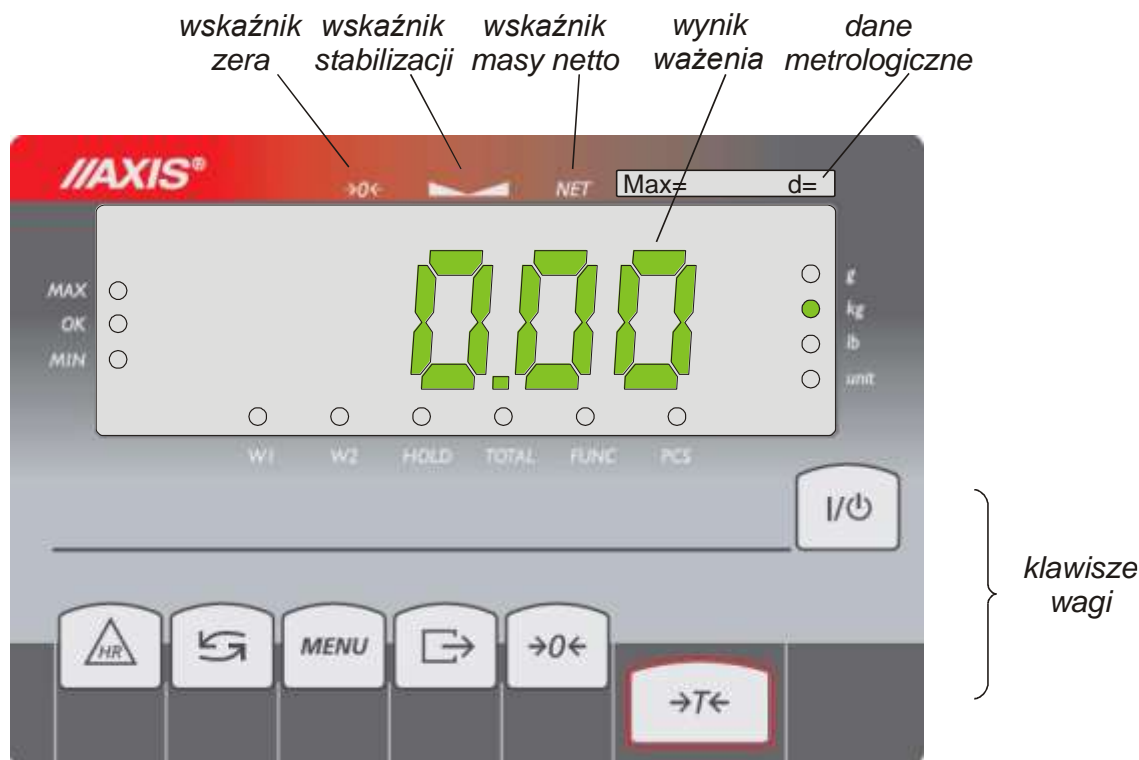 wskaźnik wskaźnik wskaźnik wynik dane
zera stabilizacji masy netto ważenia metrologiczne
//AXIS®
→0← NET Max= d=
0.00
MAX
OK
MIN
g
kg
lb
unit
W1 W2 HOLD TOTAL FUNC PCS
I/⏻
klawisze
wagi
HR MENU →0←
→T←